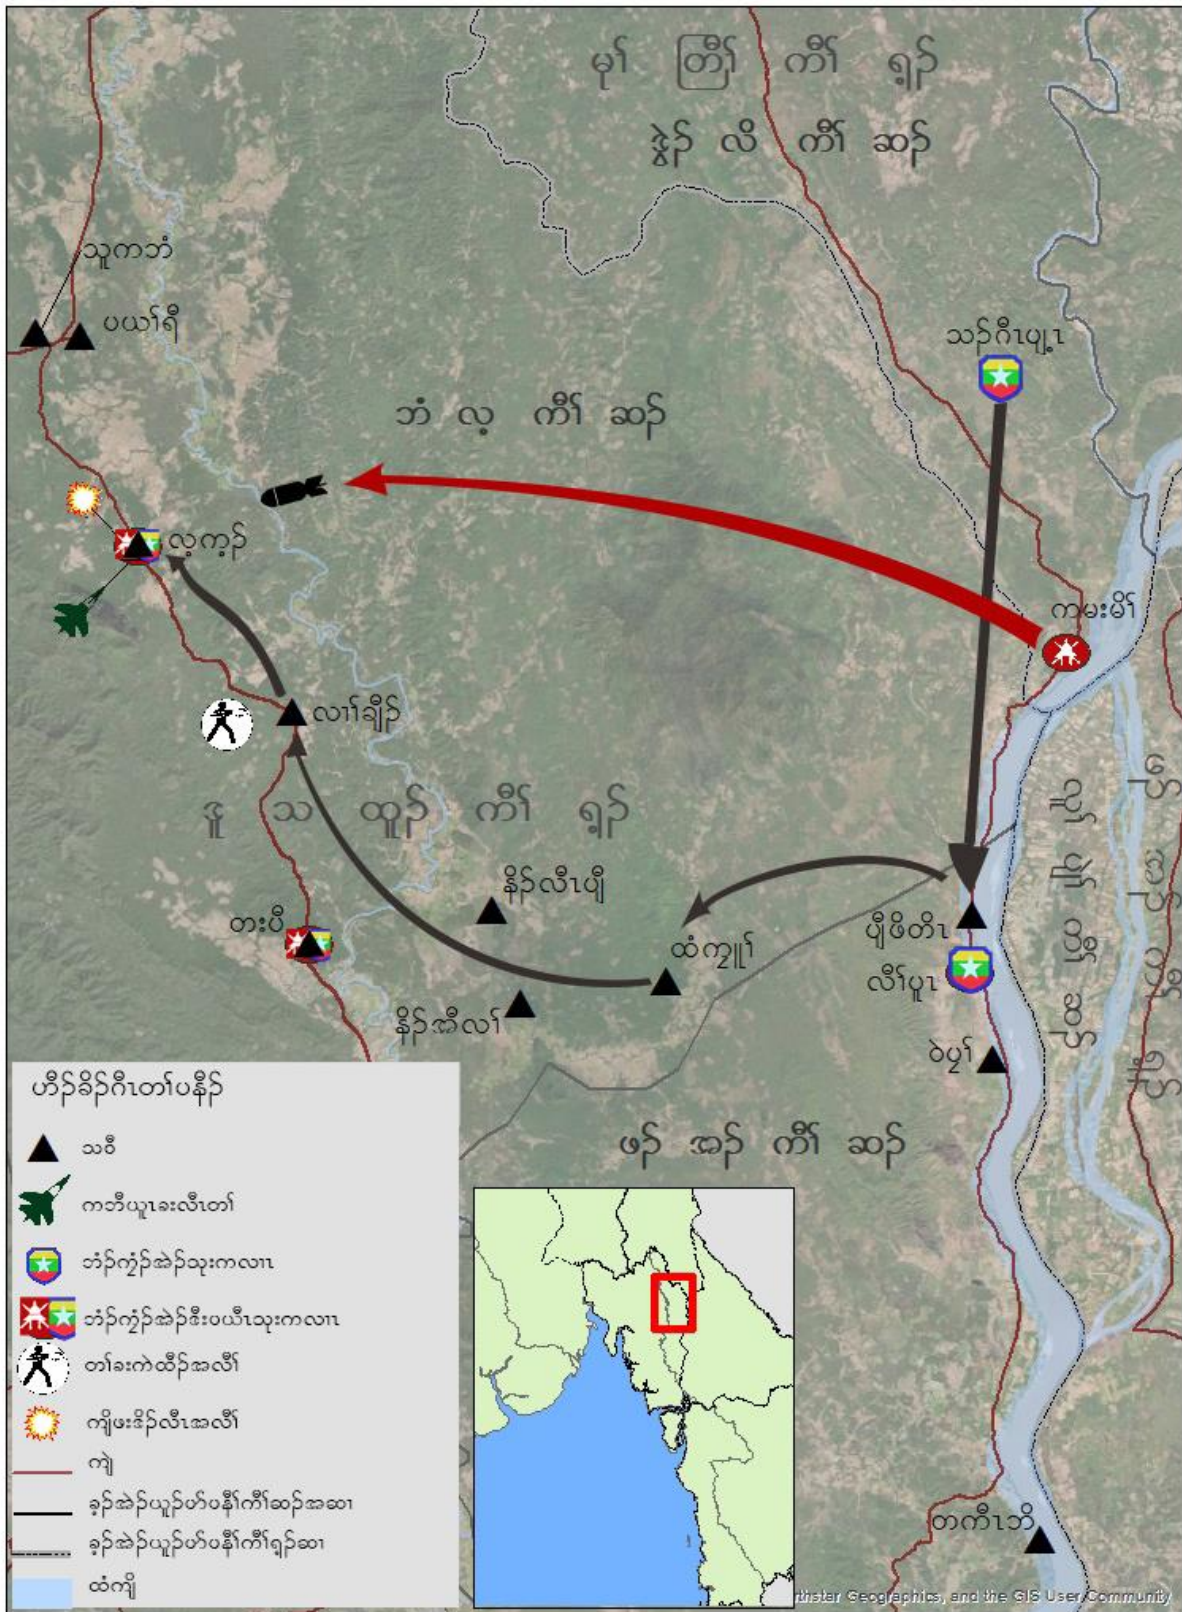 မုၢ် တြီၢ် ကီၢ် ရ့ၣ်
ဒွဲၣ် လိ ကီၢ် ဆၣ်
သူကဘံ
ပယၢ်ရီ
သၣ်ဂီၤပျ့ၤ
ဘံ လ့ ကီၢ် ဆၣ်
လ့က့ၣ်
ကမးမိၢ်
လၢၢ်ချီၣ်
ဒူ သ ထူၣ် ကီၢ် ရ့ၣ်
နိၣ်လီၤပျီ
တးပီ
ထံကၠူၢ်
ပျီဖိတိၤ
လီၢ်ပူၤ
နိၣ်အီလၢ်
ဝဲပှၢ်
ဖၣ် အၣ် ကီၢ် ဆၣ်
ဟီၣ်ခိၣ်ဂီၤတၢ်ပနီၣ်
သဝီ
ကဘီယူၤခးလီၤတၢ်
ဘံၣ်ကွံၣ်အဲၣ်သုးကလၢၤ
ဘံၣ်ကွံၣ်အဲၣ်ဒီးပယီၤသုးကလၢၤ
တၢ်ခးကဲထီၣ်အလီၢ်
ကျိဖးဒိၣ်လီၤအလီၢ်
ကျဲ
ခ့ၣ်အဲၣ်ယူၣ်ဟ်ပနီၢ်ကီၢ်ဆၣ်အဆၢ
ခ့ၣ်အဲၣ်ယူၣ်ဟ်ပနီၢ်ကီၢ်ရ့ၣ်ဆၢ
ထံကျိ
တကီၤဘိ
rthstar Geographics, and the GIS User Community